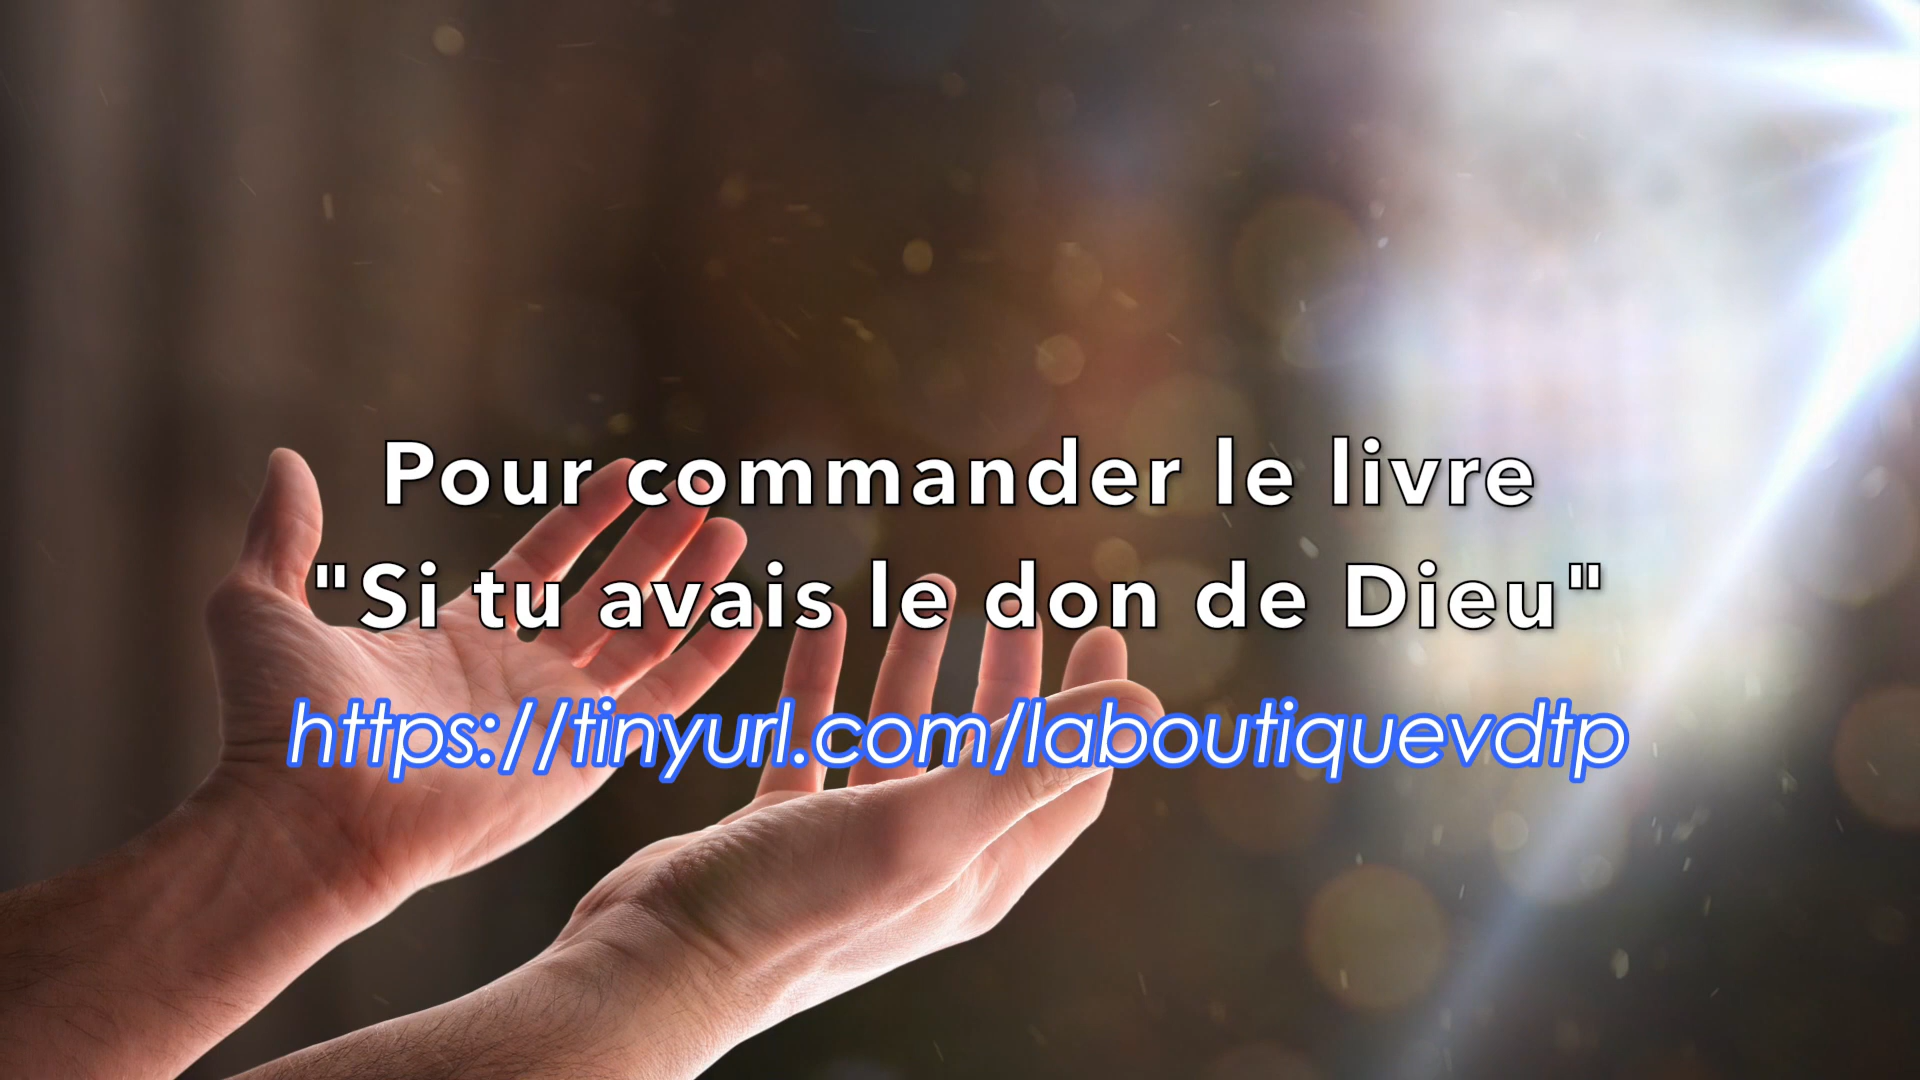 Pour commander le livre
"Si tu avais le don de Dieu"
https://tinyurl.com/laboutiquevdtp